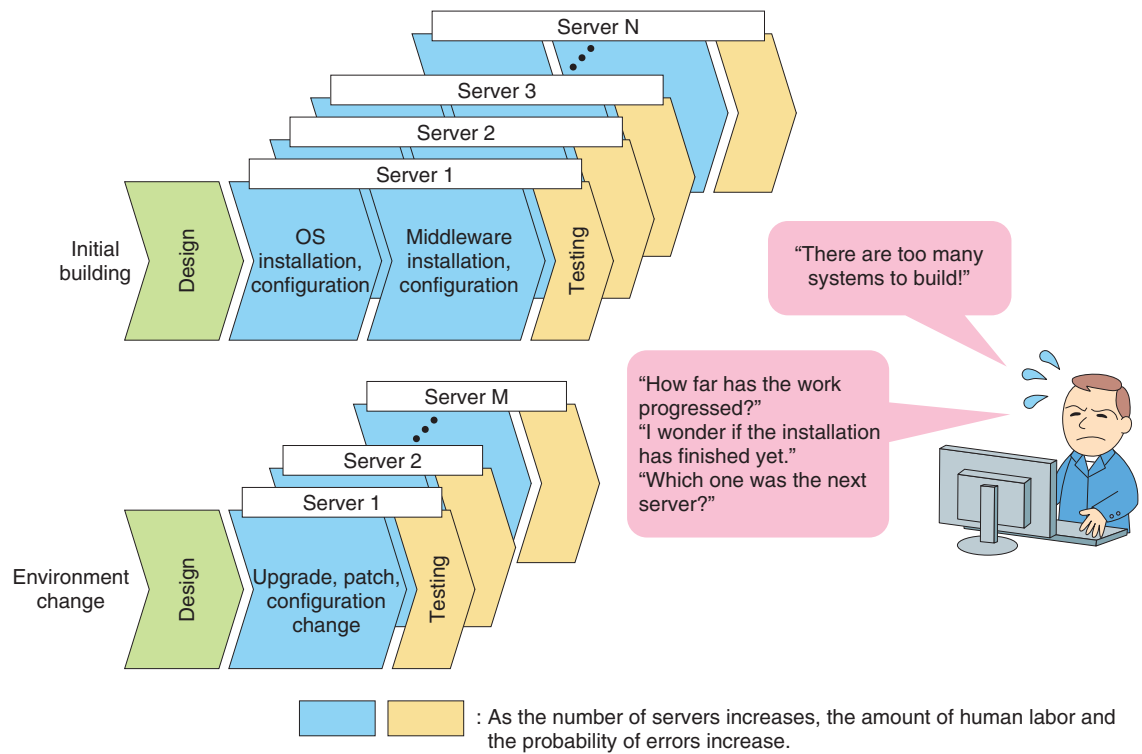 Server N
Server 3
Server 2
Server 1
Initial
building
Design
OS
installation,
configuration
Middleware
installation,
configuration
Testing
“There are too many
systems to build!”
“How far has the work
progressed?”
“I wonder if the installation
has finished yet.”
“Which one was the next
server?”
Server M
Server 2
Server 1
Environment
change
Design
Upgrade, patch,
configuration
change
Testing
: As the number of servers increases, the amount of human labor and
the probability of errors increase.